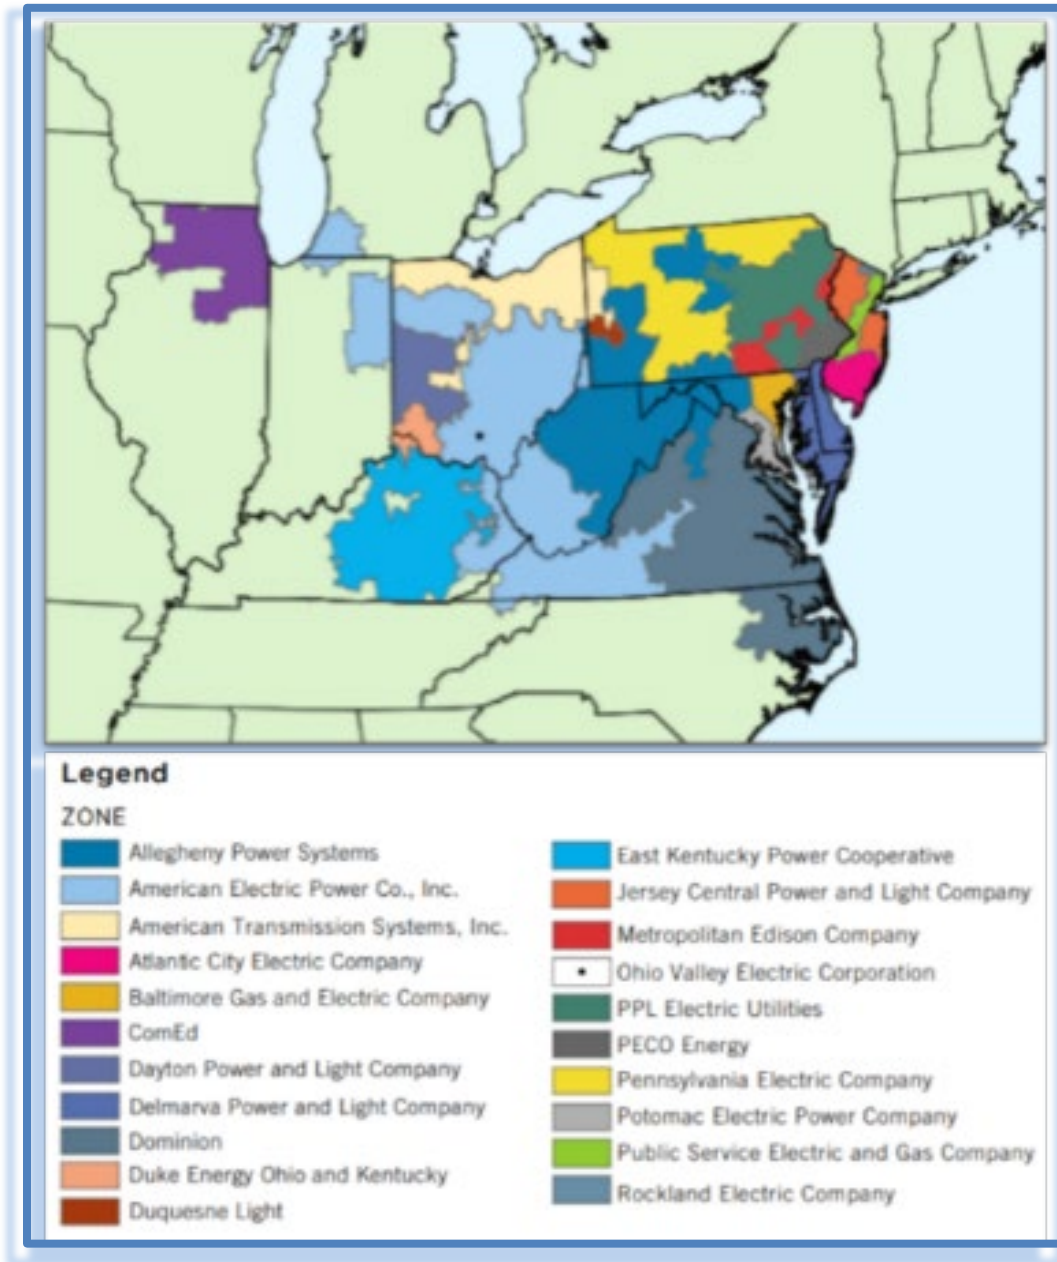 Legend
ZONE
Allegheny Power Systems
American Electric Power Co., Inc.
American Transmission Systems, Inc.
Atlantic City Electric Company
Baltimore Gas and Electric Company
ComEd
Dayton Power and Light Company
Delmarva Power and Light Company
Dominion
Duke Energy Ohio and Kentucky
Duquesne Light
East Kentucky Power Cooperative
Jersey Central Power and Light Company
Metropolitan Edison Company
Ohio Valley Electric Corporation
PPL Electric Utilities
PECO Energy
Pennsylvania Electric Company
Potomac Electric Power Company
Public Service Electric and Gas Company
Rockland Electric Company